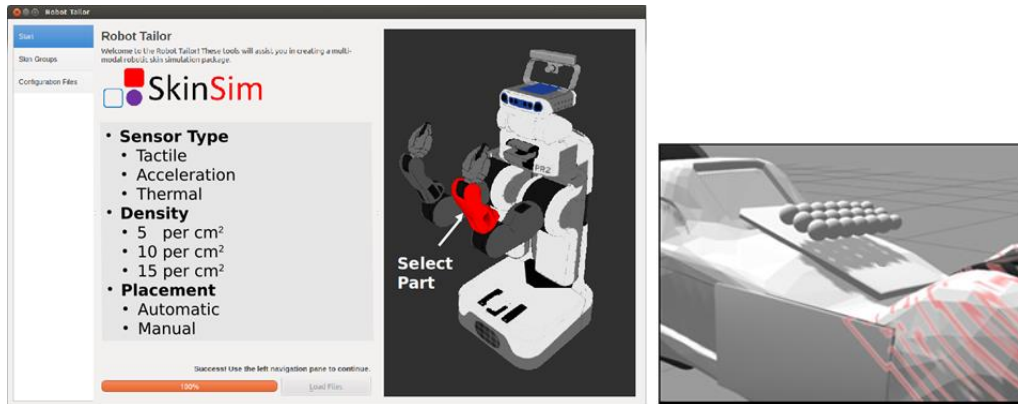 Robot Tailor
Start
Skin Groups
Configuration Files
Robot Tailor
Welcome to the Robot Tailor! These tools will assist you in creating a multi-
modal robotic skin simulation package.
SkinSim
• Sensor Type
• Tactile
• Acceleration
• Thermal
• Density
• 5 per cm²
• 10 per cm²
• 15 per cm²
• Placement
• Automatic
• Manual
Success! Use the left navigation pane to continue.
100%
Load Files
PR2
Select
Part